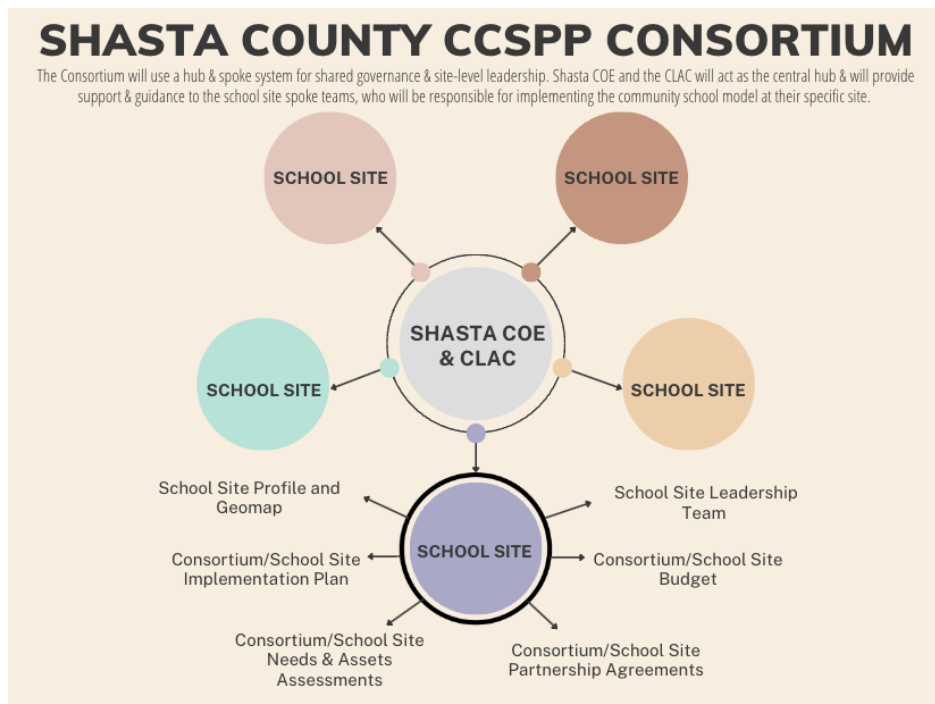 SHASTA COUNTY CCSPP CONSORTIUM
The Consortium will use a hub & spoke system for shared governance & site-level leadership. Shasta COE and the CLAC will act as the central hub & will provide
support & guidance to the school site spoke teams, who will be responsible for implementing the community school model at their specific site.
SCHOOL SITE
SCHOOL SITE
SHASTA COE
& CLAC
SCHOOL SITE
SCHOOL SITE
School Site Profile and
Geomap
School Site Leadership
Team
SCHOOL SITE
Consortium/School Site
Implementation Plan
Consortium/School Site
Budget
Consortium/School Site
Needs & Assets
Assessments
Consortium/School Site
Partnership Agreements